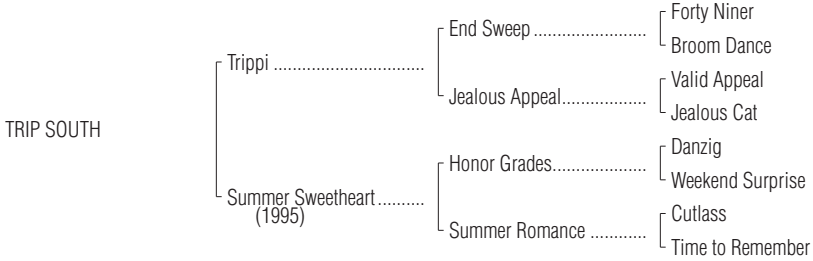 Forty Niner
End Sweep ........................
Broom Dance
Trippi ................................
Valid Appeal
Jealous Appeal..................
Jealous Cat
TRIP SOUTH
Danzig
Honor Grades....................
Weekend Surprise
Summer Sweetheart..........
(1995)
Cutlass
Summer Romance ............
Time to Remember